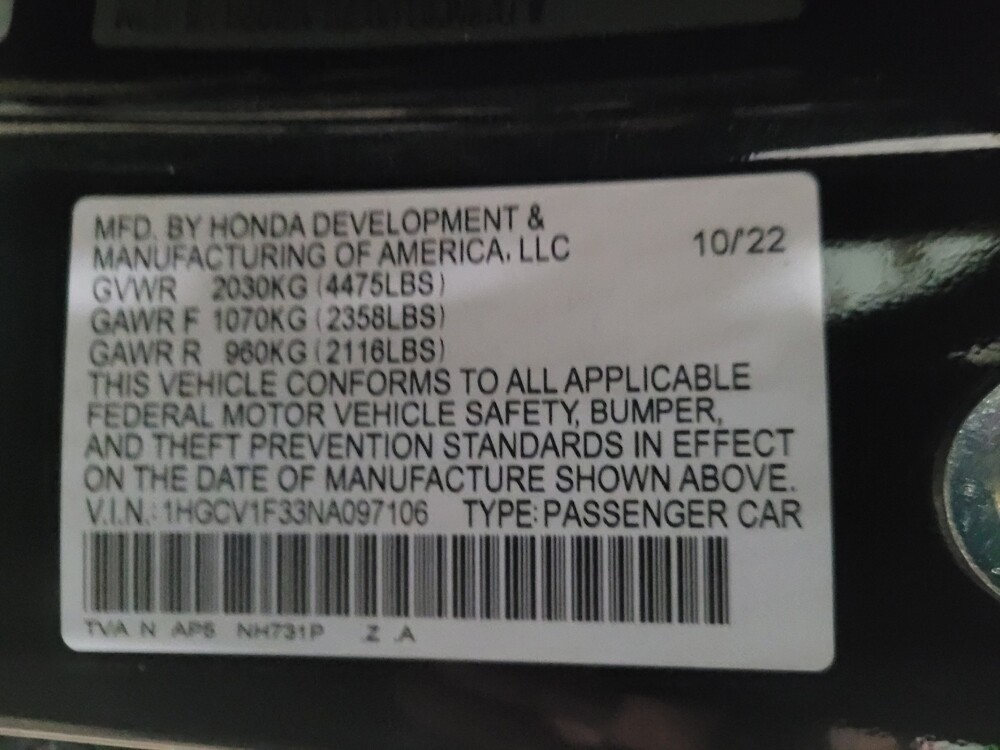 MFD. BY HONDA DEVELOPMENT &
MANUFACTURING OF AMERICA, LLC 10/'22
GVWR 2030KG (4475LBS)
GAWR F 1070KG (2358LBS)
GAWR R 960KG (2116LBS)
THIS VEHICLE CONFORMS TO ALL APPLICABLE
FEDERAL MOTOR VEHICLE SAFETY, BUMPER,
AND THEFT PREVENTION STANDARDS IN EFFECT
ON THE DATE OF MANUFACTURE SHOWN ABOVE.
V.I.N.: 1HGCV1F33NA097106 TYPE: PASSENGER CAR
TVA N AP5 NH731P Z A